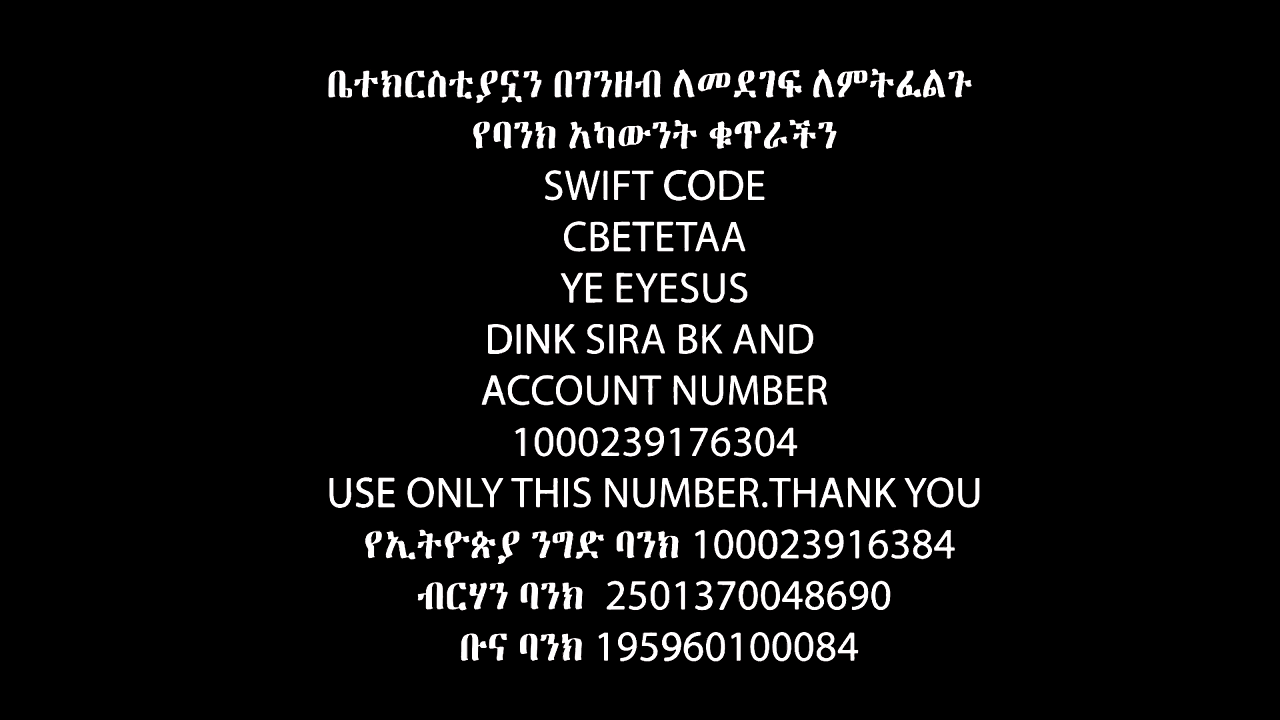 ቤተክርስቲያኗን በገንዘብ ለመደገፍ ለምትፈልጉ
የባንክ አካውንት ቁጥራችን
SWIFT CODE
CBETETAA
YE EYESUS
DINK SIRA BK AND
ACCOUNT NUMBER
1000239176304
USE ONLY THIS NUMBER.THANK YOU
የኢትዮጵያ ንግድ ባንክ 100023916384
ብርሃን ባንክ 2501370048690
ቡና ባንክ 195960100084